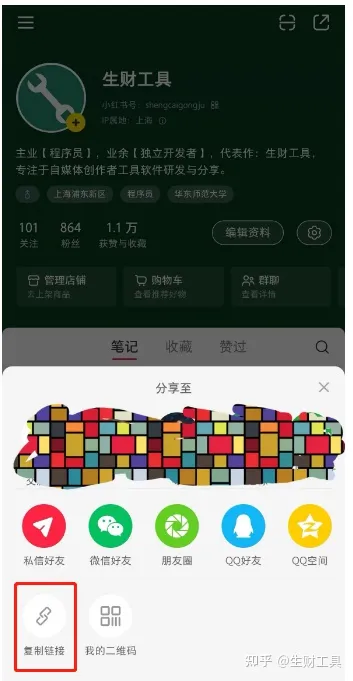 生财工具
小红书号：shengcaigongju
IP属地：上海
主业【程序员】，业余【独立开发者】，代表作：生财工具，
专注于自媒体创作者工具软件研发与分享。
上海浦东新区 程序员 华东师范大学
101 864 1.1 万
关注 粉丝 获赞与收藏 编辑资料
管理店铺 购物车 群聊
去上架商品 查看推荐好物 查看详情
笔记 收藏 赞过
分享至
私信好友 微信好友 朋友圈 QQ好友 QQ空间
复制链接 我的二维码
知乎 @生财工具